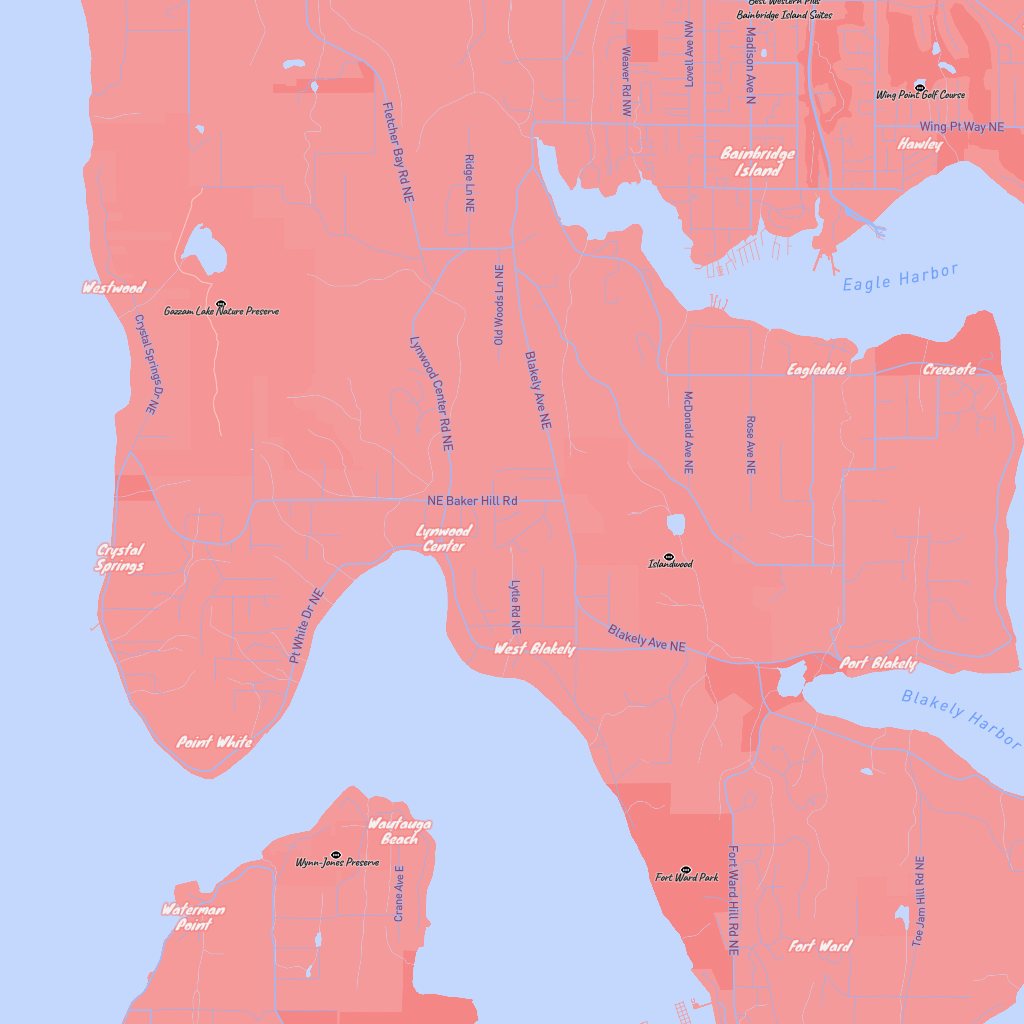 Best Western Plus
Bainbridge Island Suites
Weaver Rd NW
Lovell Ave NW
Madison Ave N
Wing Point Golf Course
Wing Pt Way NE
Hawley
Bainbridge
Island
Fletcher Bay Rd NE
Ridge Ln NE
Eagle Harbor
Westwood
Gazzam Lake Nature Preserve
Old Woods Ln NE
Crystal Springs Dr NE
Lynwood Center Rd NE
Blakely Ave NE
Eagledale
Creosote
McDonald Ave NE
Rose Ave NE
NE Baker Hill Rd
Lynwood
Center
Crystal
Springs
Islandwood
Pt White Dr NE
Lytle Rd NE
West Blakely
Blakely Ave NE
Port Blakely
Blakely Harbor
Point White
Wautauga
Beach
Wynn-Jones Preserve
Crane Ave E
Waterman
Point
Fort Ward Park
Fort Ward Hill Rd NE
Toe Jam Hill Rd NE
Fort Ward